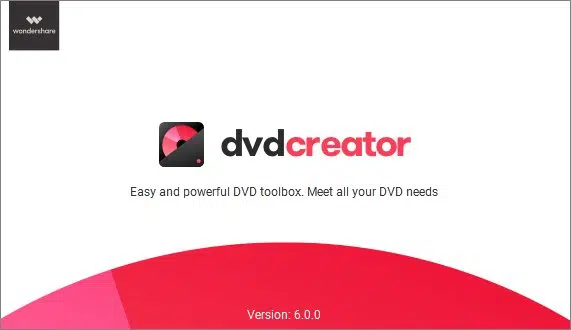 wondershare
dvdcreator
Easy and powerful DVD toolbox. Meet all your DVD needs
Version: 6.0.0